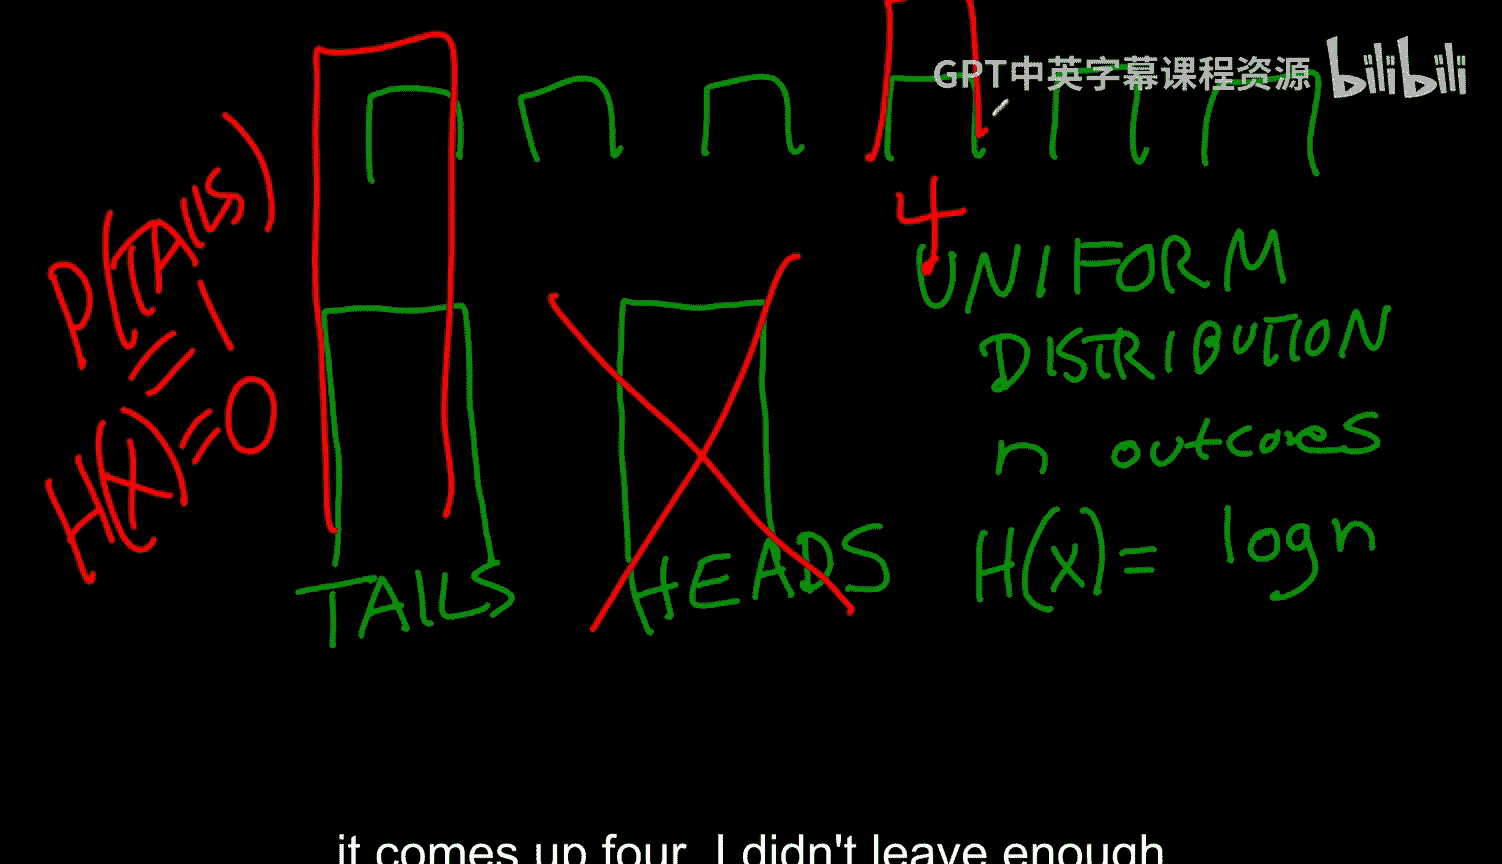 GPT中英字幕课程资源 bilibili
4
P(TAILS)
= 1
H(X)=0
UNIFORM
DISTRIBUTION
n outcomes
H(X)= log n
TAILS
HEADS
it comes up four I didn't leave enough